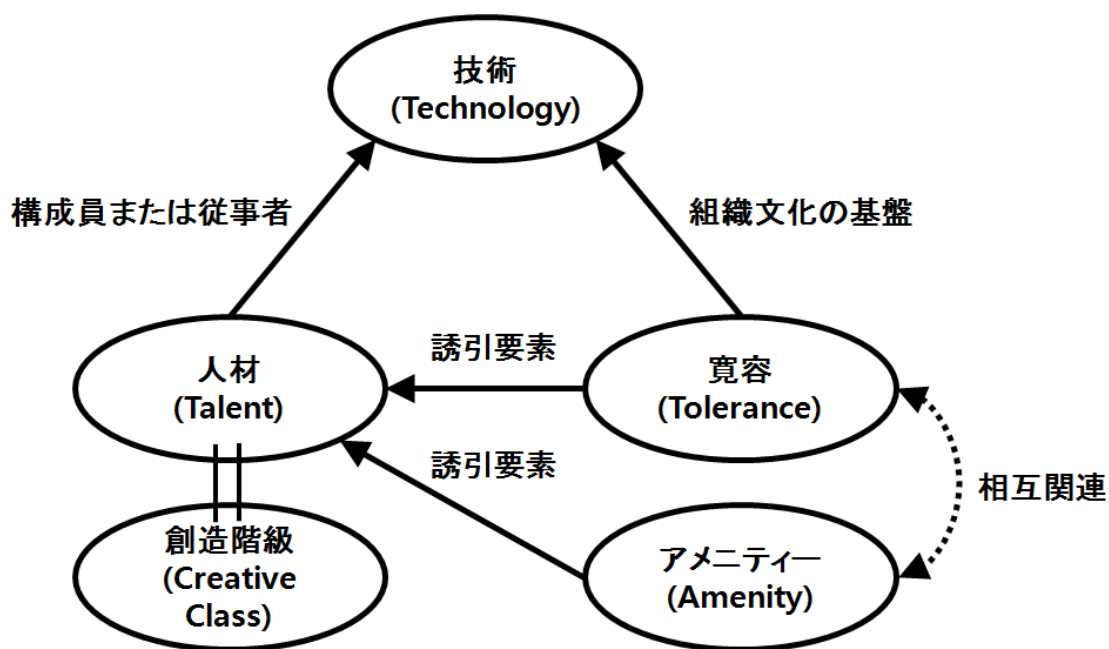 技術
(Technology)
構成員または従事者
組織文化の基盤
人材
(Talent)
誘引要素
寛容
(Tolerance)
誘引要素
相互関連
創造階級
(Creative
Class)
アメニティー
(Amenity)